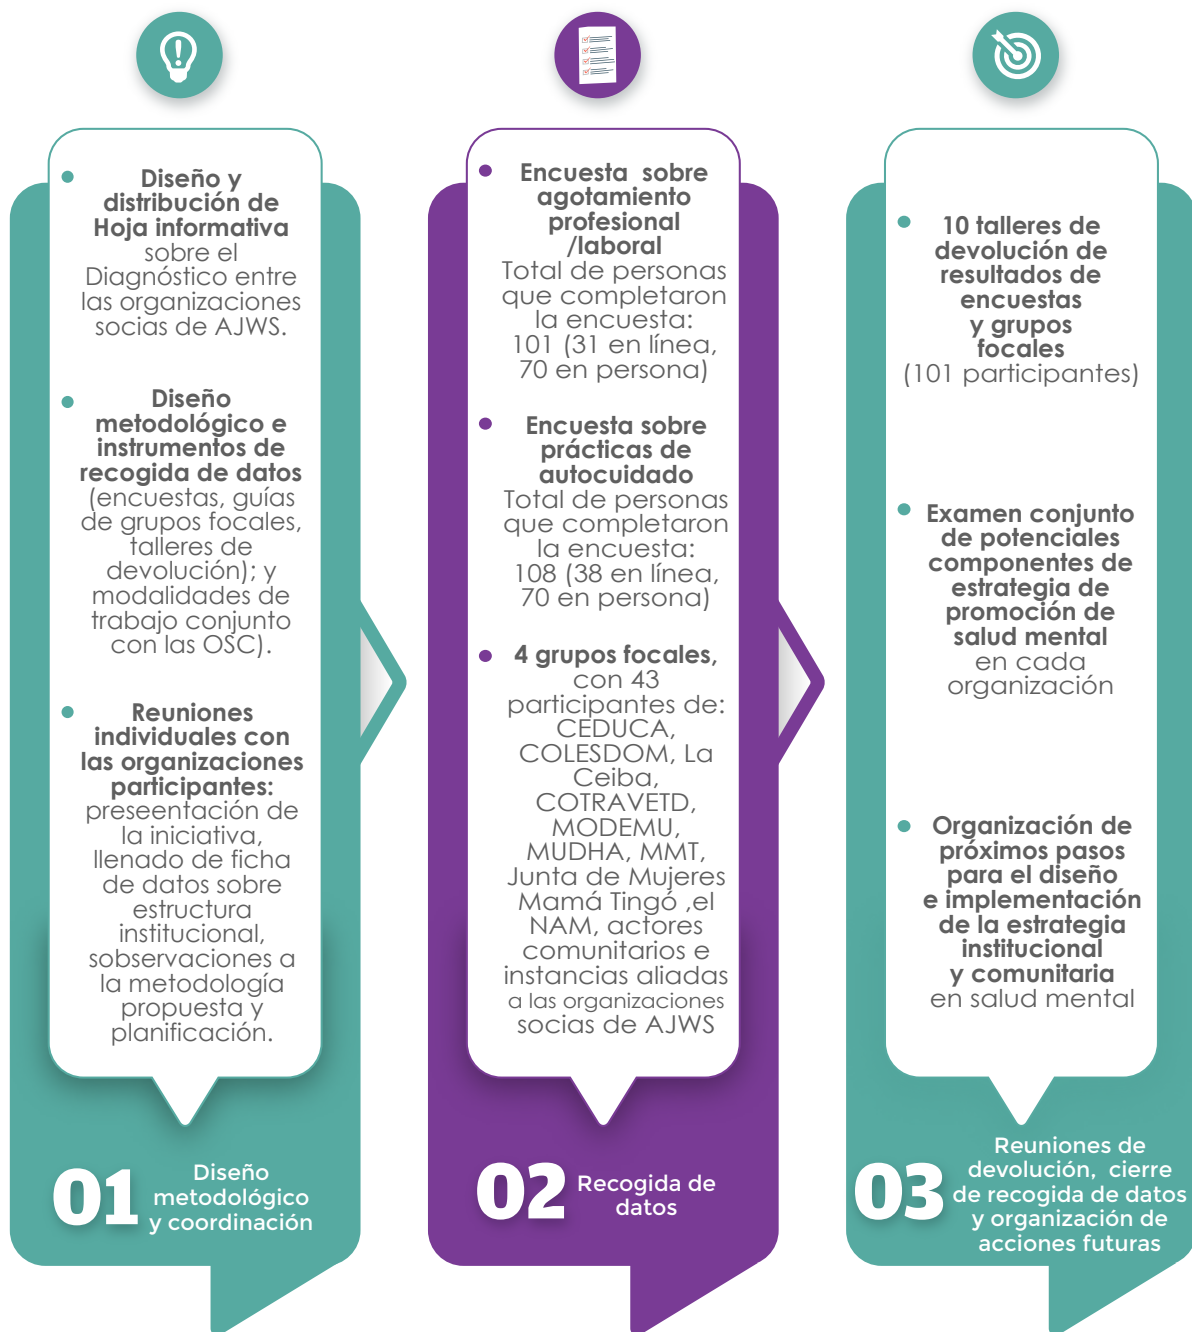 Diseño y
distribución de
Hoja informativa
sobre el
Diagnóstico entre
las organizaciones
socias de AJWS.
Diseño
metodológico e
instrumentos de
recogida de datos
(encuestas, guías
de grupos focales,
talleres de
devolución); y
modalidades de
trabajo conjunto
con las OSC).
Reuniones
individuales con
las organizaciones
participantes:
preseentación de
la iniciativa,
llenado de ficha
de datos sobre
estructura
institucional,
sobservaciones a
la metodología
propuesta y
planificación.
01
Diseño
metodológico
y coordinación
Encuesta sobre
agotamiento
profesional
/laboral
Total de personas
que completaron
la encuesta:
101 (31 en línea,
70 en persona)
Encuesta sobre
prácticas de
autocuidado
Total de personas
que completaron
la encuesta:
108 (38 en línea,
70 en persona)
4 grupos focales,
con 43
participantes de:
CEDUCA,
COLESDOM, La
Ceiba,
COTRAVETD,
MODEMU,
MUDHA, MMT,
Junta de Mujeres
Mamá Tingó ,el
NAM, actores
comunitarios e
instancias aliadas
a las organizaciones
socias de AJWS
02
Recogida de
datos
10 talleres de
devolución de
resultados de
encuestas
y grupos
focales
(101 participantes)
Examen conjunto
de potenciales
componentes de
estrategia de
promoción de
salud mental
en cada
organización
Organización de
próximos pasos
para el diseño
e implementación
de la estrategia
institucional
y comunitaria
en salud mental
03
Reuniones de
devolución, cierre
de recogida de datos
y organización de
acciones futuras